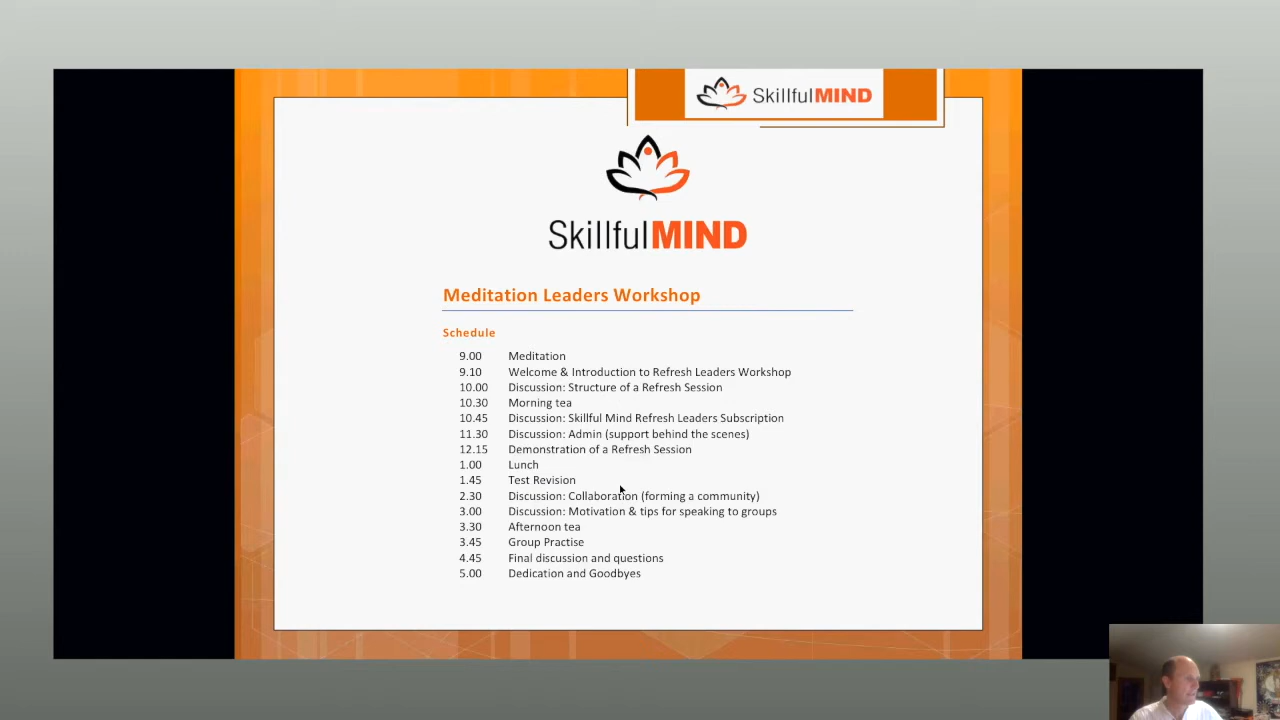 SkillfulMIND
SkillfulMIND
Meditation Leaders Workshop
Schedule
9.00 Meditation
9.10 Welcome & Introduction to Refresh Leaders Workshop
10.00 Discussion: Structure of a Refresh Session
10.30 Morning tea
10.45 Discussion: Skillful Mind Refresh Leaders Subscription
11.30 Discussion: Admin (support behind the scenes)
12.15 Demonstration of a Refresh Session
1.00 Lunch
1.45 Test Revision
2.30 Discussion: Collaboration (forming a community)
3.00 Discussion: Motivation & tips for speaking to groups
3.30 Afternoon tea
3.45 Group Practise
4.45 Final discussion and questions
5.00 Dedication and Goodbyes